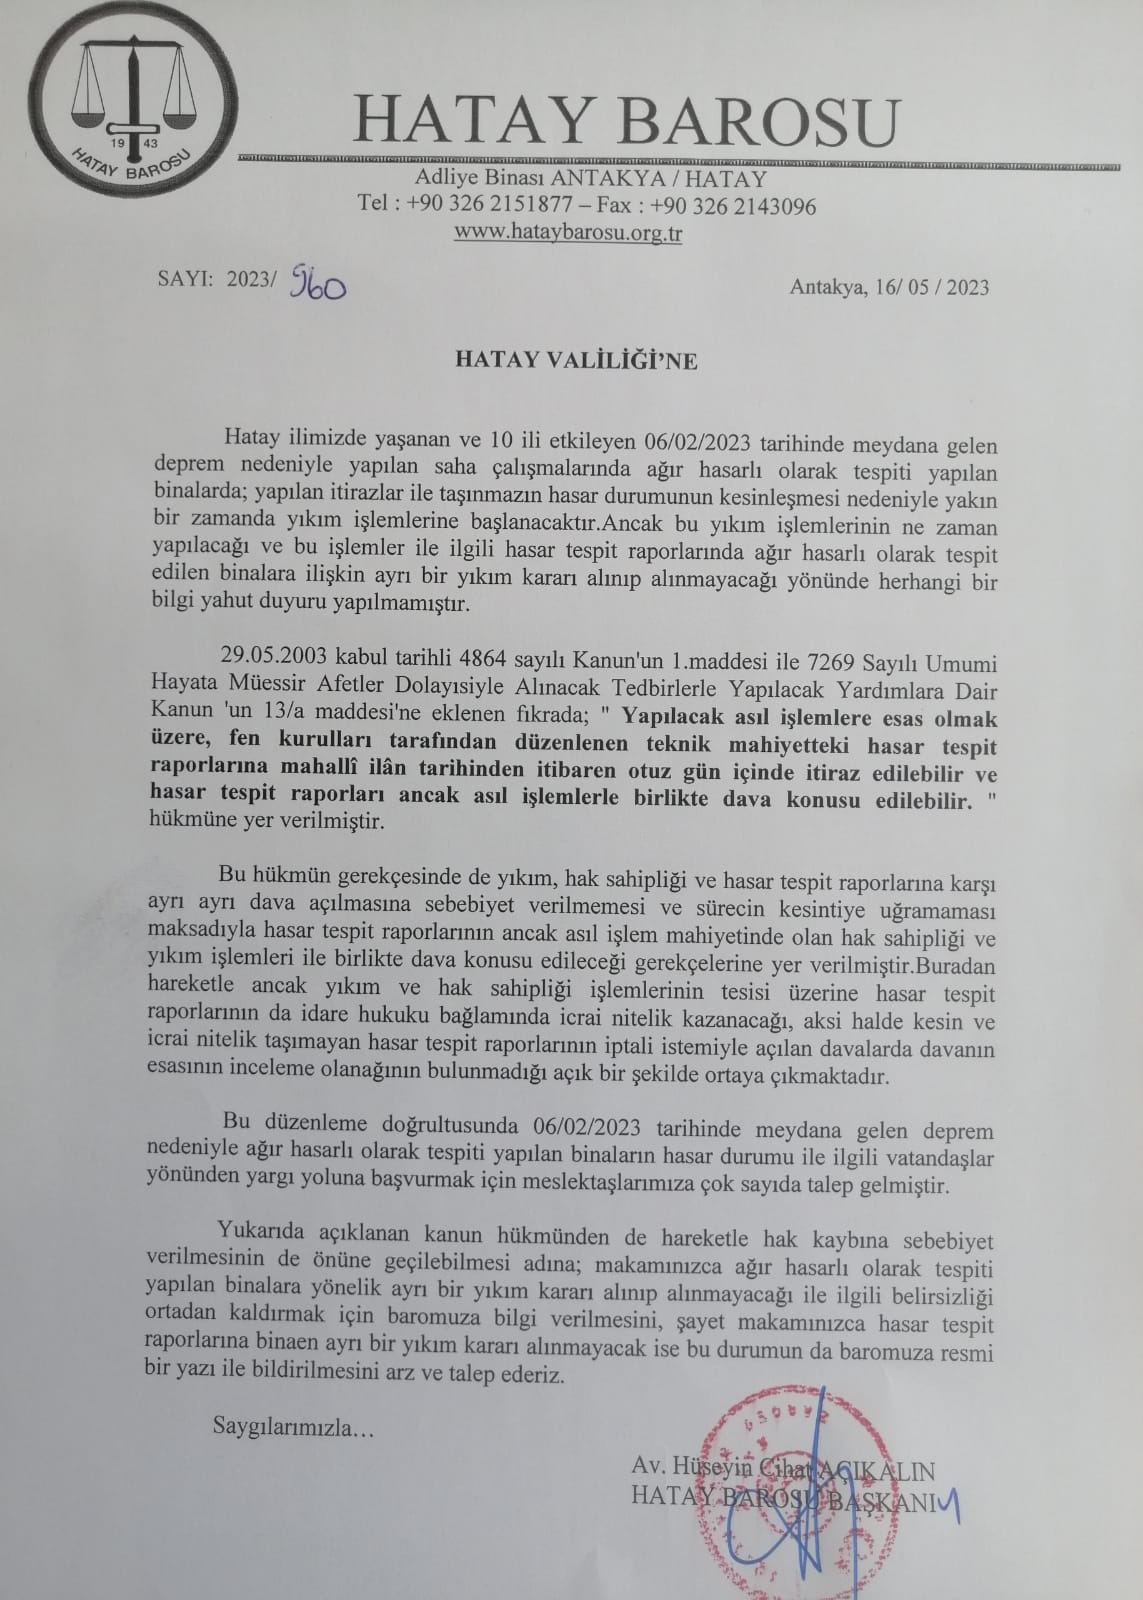 19 43
HATAY BAROSU
HATAY BAROSU
Adliye Binası ANTAKYA / HATAY
Tel : +90 326 2151877 – Fax : +90 326 2143096
www.hataybarosu.org.tr
SAYI: 2023/ 960
Antakya, 16/ 05 / 2023
HATAY VALİLİĞİ'NE
Hatay ilimizde yaşanan ve 10 ili etkileyen 06/02/2023 tarihinde meydana gelen
deprem nedeniyle yapılan saha çalışmalarında ağır hasarlı olarak tespiti yapılan
binalarda; yapılan itirazlar ile taşınmazın hasar durumunun kesinleşmesi nedeniyle yakın
bir zamanda yıkım işlemlerine başlanacaktır.Ancak bu yıkım işlemlerinin ne zaman
yapılacağı ve bu işlemler ile ilgili hasar tespit raporlarında ağır hasarlı olarak tespit
edilen binalara ilişkin ayrı bir yıkım kararı alınıp alınmayacağı yönünde herhangi bir
bilgi yahut duyuru yapılmamıştır.
29.05.2003 kabul tarihli 4864 sayılı Kanun'un 1.maddesi ile 7269 Sayılı Umumi
Hayata Müessir Afetler Dolayısiyle Alınacak Tedbirlerle Yapılacak Yardımlara Dair
Kanun 'un 13/a maddesi'ne eklenen fıkrada; " Yapılacak asıl işlemlere esas olmak
üzere, fen kurulları tarafından düzenlenen teknik mahiyetteki hasar tespit
raporlarına mahallî ilân tarihinden itibaren otuz gün içinde itiraz edilebilir ve
hasar tespit raporları ancak asıl işlemlerle birlikte dava konusu edilebilir. "
hükmüne yer verilmiştir.
Bu hükmün gerekçesinde de yıkım, hak sahipliği ve hasar tespit raporlarına karşı
ayrı ayrı dava açılmasına sebebiyet verilmemesi ve sürecin kesintiye uğramaması
maksadıyla hasar tespit raporlarının ancak asıl işlem mahiyetinde olan hak sahipliği ve
yıkım işlemleri ile birlikte dava konusu edileceği gerekçelerine yer verilmiştir.Buradan
hareketle ancak yıkım ve hak sahipliği işlemlerinin tesisi üzerine hasar tespit
raporlarının da idare hukuku bağlamında icrai nitelik kazanacağı, aksi halde kesin ve
icrai nitelik taşımayan hasar tespit raporlarının iptali istemiyle açılan davalarda davanın
esasının inceleme olanağının bulunmadığı açık bir şekilde ortaya çıkmaktadır.
Bu düzenleme doğrultusunda 06/02/2023 tarihinde meydana gelen deprem
nedeniyle ağır hasarlı olarak tespiti yapılan binaların hasar durumu ile ilgili vatandaşlar
yönünden yargı yoluna başvurmak için meslektaşlarımıza çok sayıda talep gelmiştir.
Yukarıda açıklanan kanun hükmünden de hareketle hak kaybına sebebiyet
verilmesinin de önüne geçilebilmesi adına; makamınızca ağır hasarlı olarak tespiti
yapılan binalara yönelik ayrı bir yıkım kararı alınıp alınmayacağı ile ilgili belirsizliği
ortadan kaldırmak için baromuza bilgi verilmesini, şayet makamınızca hasar tespit
raporlarına binaen ayrı bir yıkım kararı alınmayacak ise bu durumun da baromuza resmi
bir yazı ile bildirilmesini arz ve talep ederiz.
Saygılarımızla…
Av. Hüseyin Cihat AÇIKALIN
HATAY BAROSU BAŞKANI